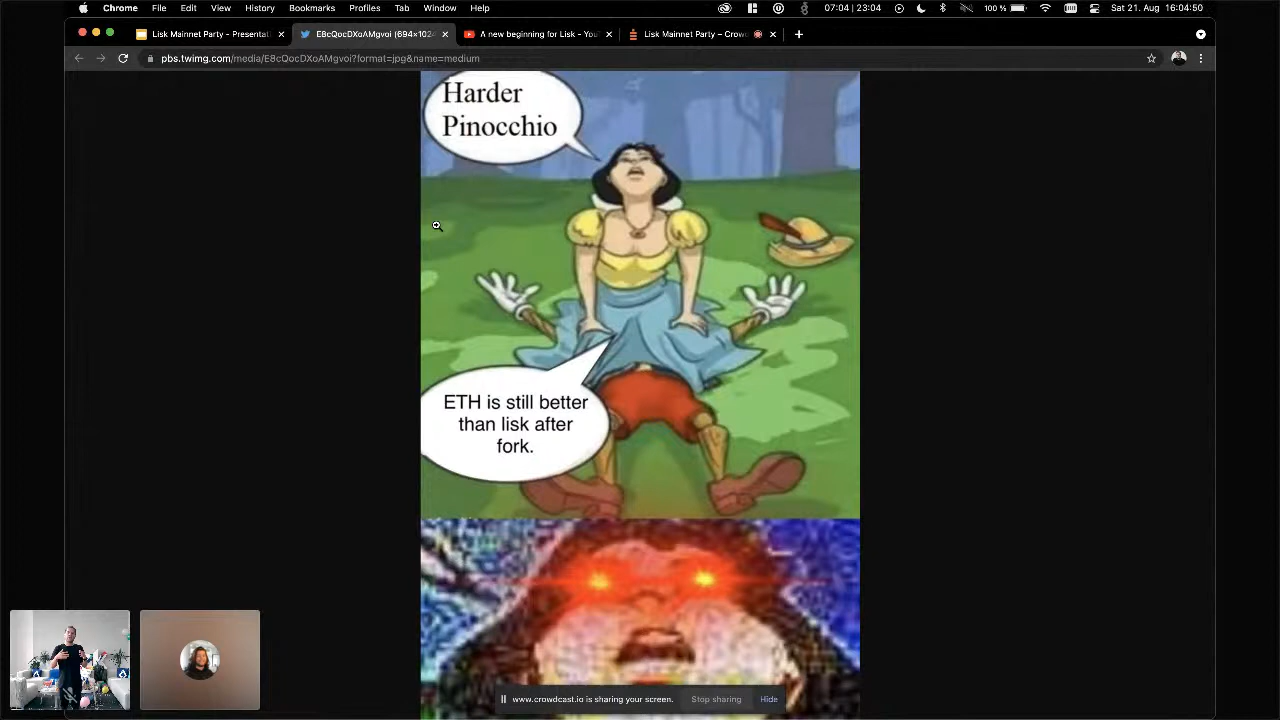 Chrome File Edit View History Bookmarks Profiles Tab Window Help
07:04 | 23:04
100 %
Sat 21. Aug 16:04:50
Lisk Mainnet Party - Presentat
E8cQocDXoAMgvoi (694×1024
A new beginning for Lisk - You
Lisk Mainnet Party – Crow
pbs.twimg.com/media/E8cQocDXoAMgvoi?format=jpg&name=medium
Harder
Pinocchio
ETH is still better
than lisk after
fork.
www.crowdcast.io is sharing your screen.
Stop sharing
Hide